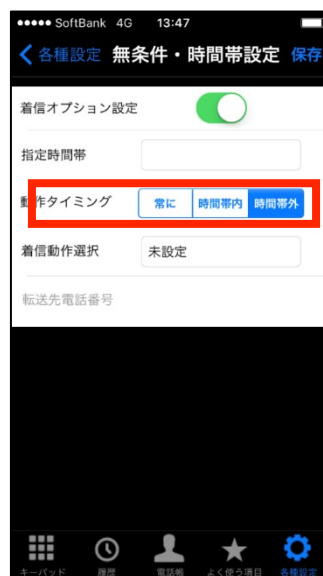 SoftBank 4G 13:47
各種設定 無条件・時間帯設定 保存
着信オプション設定
指定時間帯
動作タイミング 常に 時間帯内 時間帯外
着信動作選択 未設定
転送先電話番号
キーパッド 履歴 電話帳 よく使う項目 各種設定